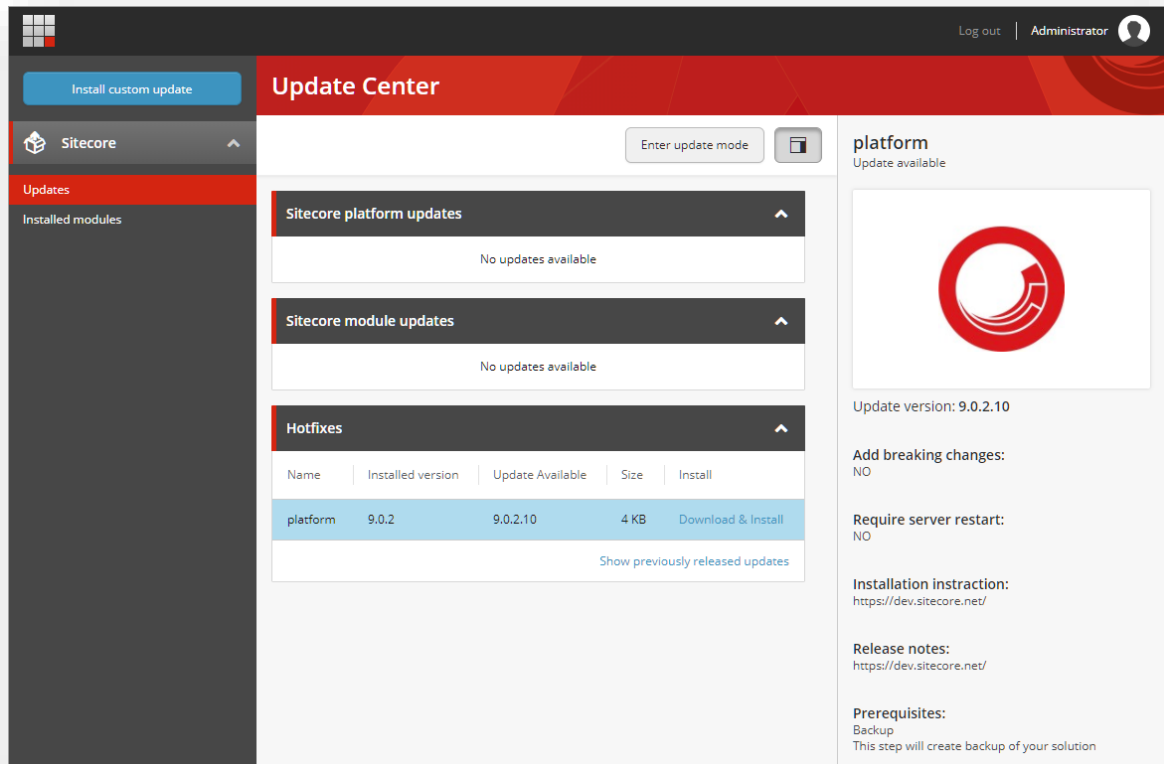 Log out
Administrator
Install custom update
Sitecore
Updates
Installed modules
Update Center
Enter update mode
Sitecore platform updates
No updates available
Sitecore module updates
No updates available
Hotfixes
Name Installed version Update Available Size Install
platform 9.0.2 9.0.2.10 4 KB Download & Install
Show previously released updates
platform
Update available
Update version: 9.0.2.10
Add breaking changes:
NO
Require server restart:
NO
Installation instraction:
https://dev.sitecore.net/
Release notes:
https://dev.sitecore.net/
Prerequisites:
Backup
This step will create backup of your solution